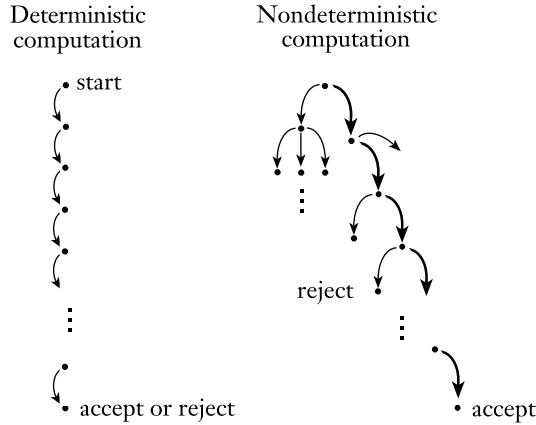 Deterministic
computation
Nondeterministic
computation
start
reject
accept or reject
accept